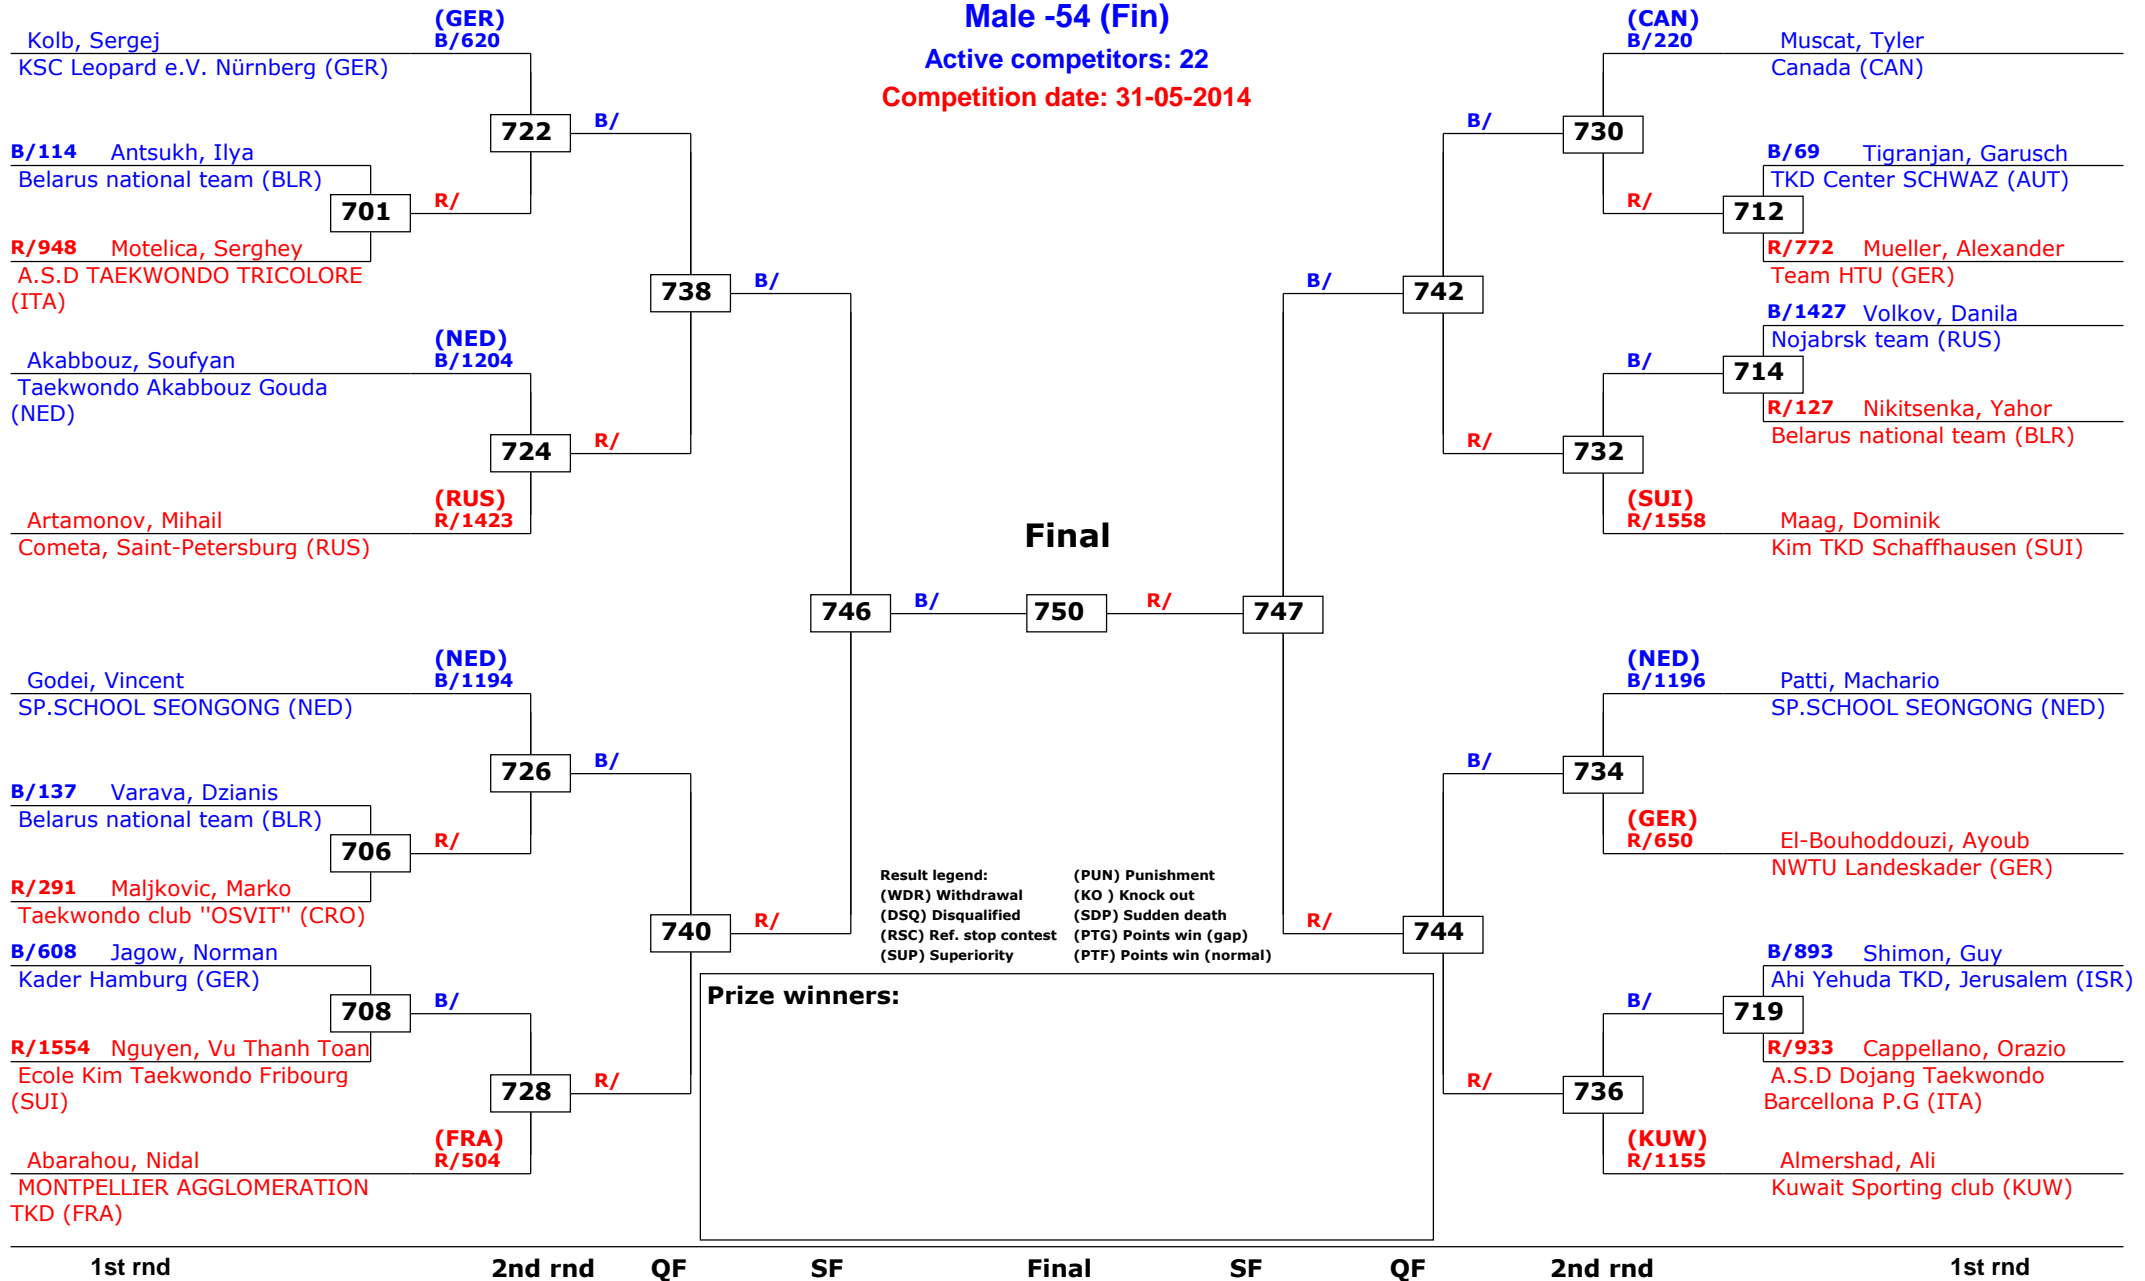 Male -54 (Fin)
Active competitors: 22
Competition date: 31-05-2014
(GER)
Kolb, Sergej B/620
KSC Leopard e.V. Nürnberg (GER)
722
B/
B/114 Antsukh, Ilya
Belarus national team (BLR)
701
R/
R/948 Motelica, Serghey
A.S.D TAEKWONDO TRICOLORE
(ITA)
738
B/
(NED)
Akabbouz, Soufyan B/1204
Taekwondo Akabbouz Gouda
(NED)
724
R/
(RUS)
Artamonov, Mihail R/1423
Cometa, Saint-Petersburg (RUS)
746
B/
(NED)
Godei, Vincent B/1194
SP.SCHOOL SEONGONG (NED)
726
B/
B/137 Varava, Dzianis
Belarus national team (BLR)
706
R/
R/291 Maljkovic, Marko
Taekwondo club "OSVIT" (CRO)
740
R/
B/608 Jagow, Norman
Kader Hamburg (GER)
708
B/
R/1554 Nguyen, Vu Thanh Toan
Ecole Kim Taekwondo Fribourg
(SUI)
728
R/
(FRA)
Abarahou, Nidal R/504
MONTPELLIER AGGLOMERATION
TKD (FRA)
Final
750
(CAN)
B/220 Muscat, Tyler
Canada (CAN)
B/
730
B/69 Tigranjan, Garusch
TKD Center SCHWAZ (AUT)
R/
712
R/772 Mueller, Alexander
Team HTU (GER)
B/
742
B/1427 Volkov, Danila
Nojabrsk team (RUS)
B/
714
R/127 Nikitsenka, Yahor
Belarus national team (BLR)
R/
732
(SUI)
R/1558 Maag, Dominik
Kim TKD Schaffhausen (SUI)
R/
747
(NED)
B/1196 Patti, Machario
SP.SCHOOL SEONGONG (NED)
B/
734
(GER)
R/650 El-Bouhoddouzi, Ayoub
NWTU Landeskader (GER)
R/
744
B/893 Shimon, Guy
Ahi Yehuda TKD, Jerusalem (ISR)
B/
719
R/933 Cappellano, Orazio
A.S.D Dojang Taekwondo
Barcellona P.G (ITA)
R/
736
(KUW)
R/1155 Almershad, Ali
Kuwait Sporting club (KUW)
Result legend: (PUN) Punishment
(WDR) Withdrawal (KO ) Knock out
(DSQ) Disqualified (SDP) Sudden death
(RSC) Ref. stop contest (PTG) Points win (gap)
(SUP) Superiority (PTF) Points win (normal)
Prize winners:
1st rnd 2nd rnd QF SF Final SF QF 2nd rnd 1st rnd